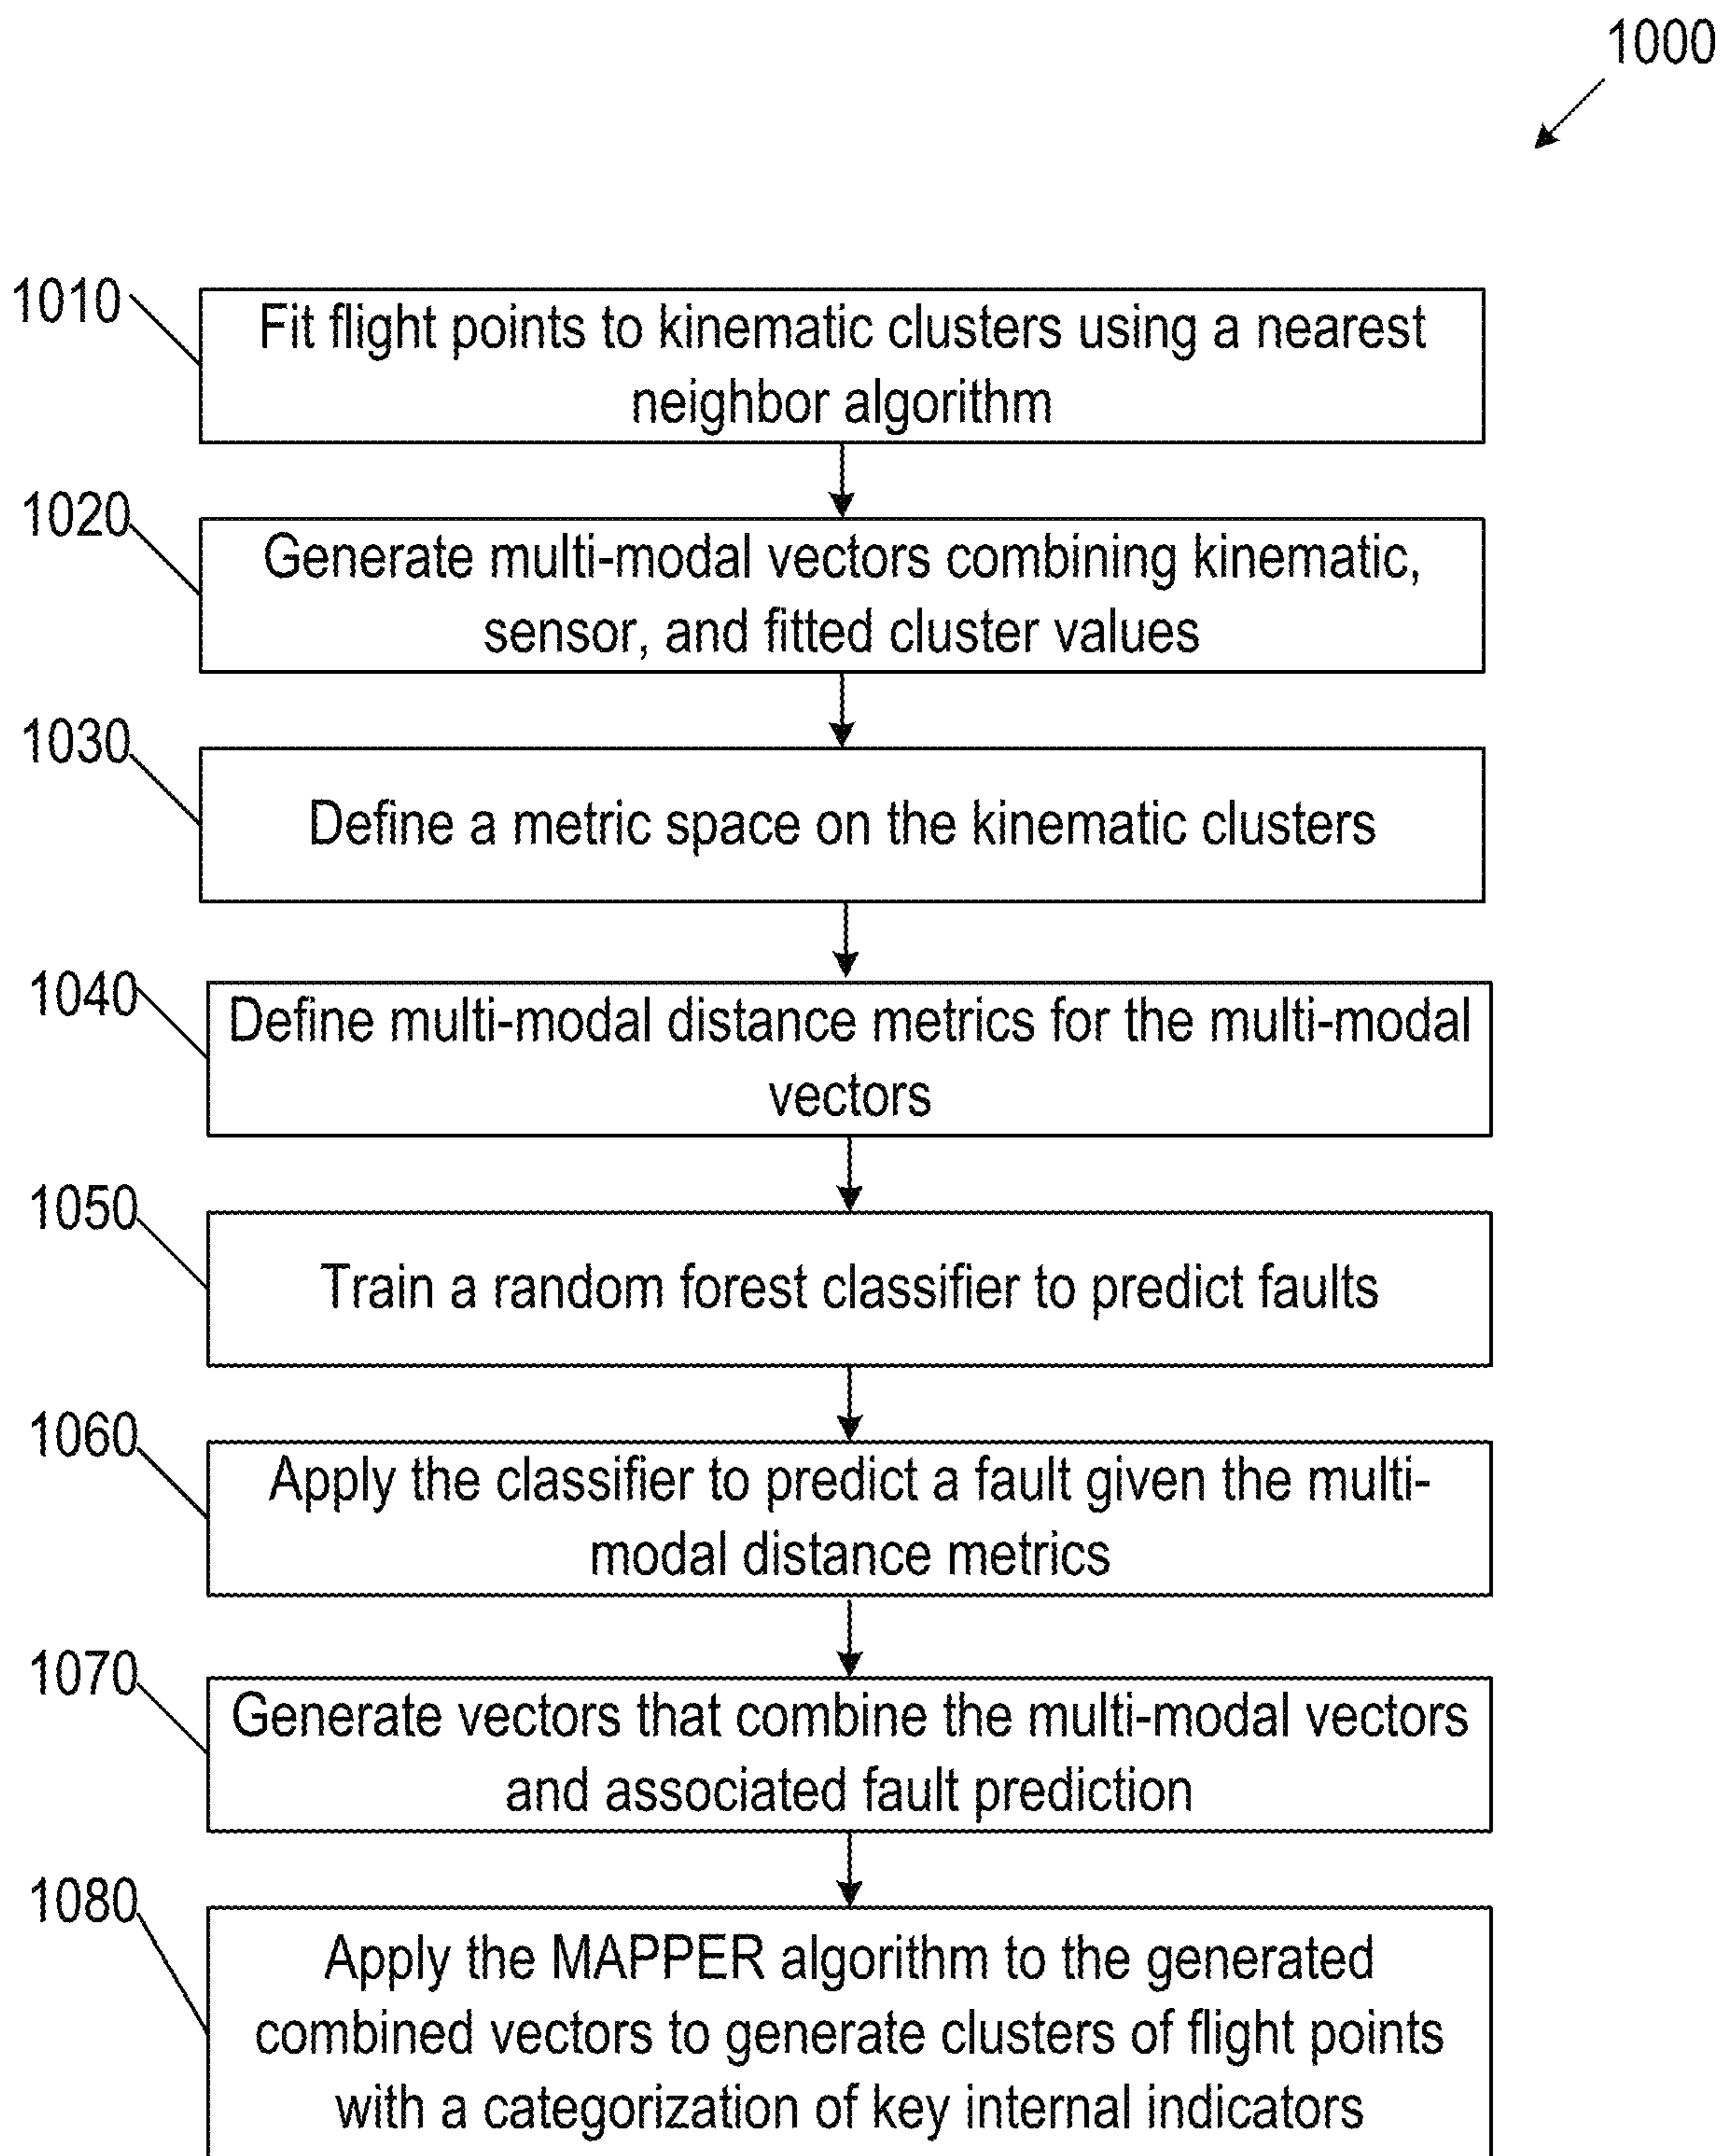 1000
1010
Fit flight points to kinematic clusters using a nearest
neighbor algorithm
1020
Generate multi-modal vectors combining kinematic,
sensor, and fitted cluster values
1030
Define a metric space on the kinematic clusters
1040
Define multi-modal distance metrics for the multi-modal
vectors
1050
Train a random forest classifier to predict faults
1060
Apply the classifier to predict a fault given the multi-
modal distance metrics
1070
Generate vectors that combine the multi-modal vectors
and associated fault prediction
1080
Apply the MAPPER algorithm to the generated
combined vectors to generate clusters of flight points
with a categorization of key internal indicators